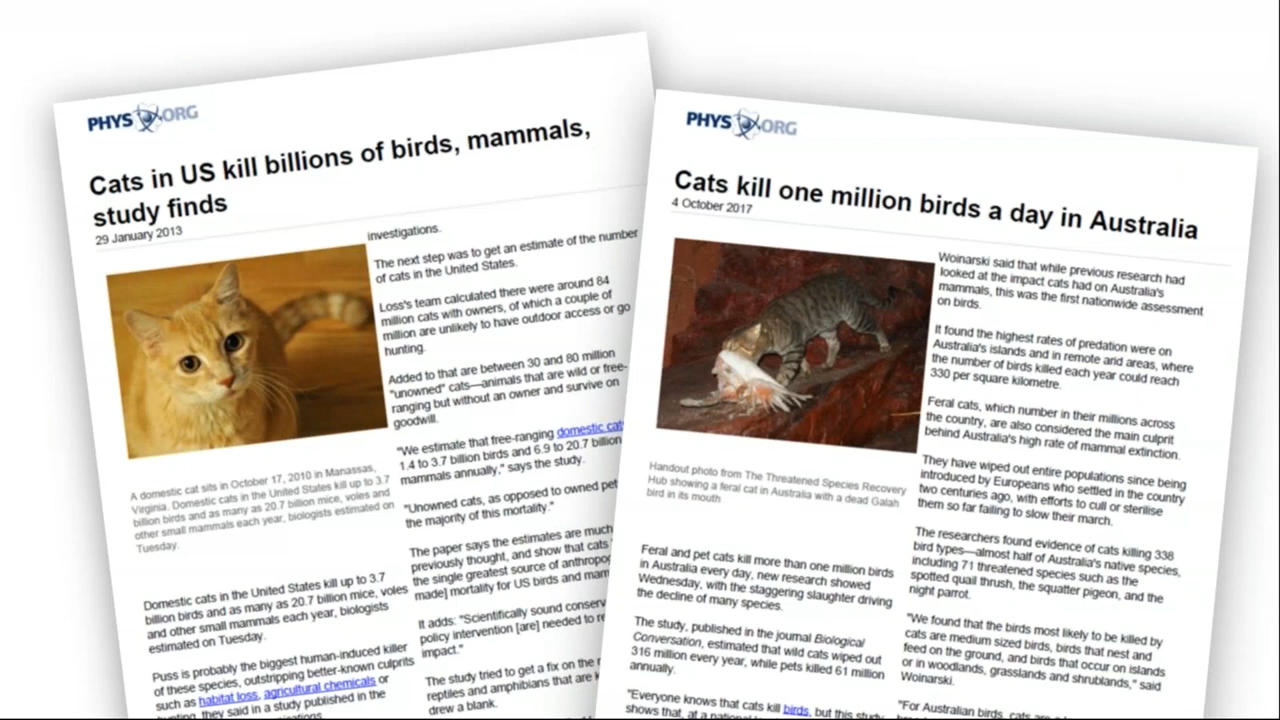 PHYS ORG
Cats in US kill billions of birds, mammals,
study finds
29 January 2013
A domestic cat sits in October 17, 2010 in Manassas,
Virginia. Domestic cats in the United States kill up to 3.7
billion birds and as many as 20.7 million mice, voles and
other small mammals each year, biologists estimated on
Tuesday.
Domestic cats in the United States kill up to 3.7
billion birds and as many as 20.7 billion mice, voles
and other small mammals each year, biologists
estimated on Tuesday.
Puss is probably the biggest human-induced killer
of these species, outstripping better-known culprits
such as habitat loss, agricultural chemicals or
hunting, they said in a study published in the
investigations.
The next step was to get an estimate of the number
of cats in the United States.
Loss's team calculated there were around 84
million cats with owners, of which a couple of
million are unlikely to have outdoor access or go
hunting.
Added to that are between 30 and 80 million
"unowned" cats—animals that are wild or free-
ranging but without an owner and survive on
goodwill.
"We estimate that free-ranging domestic cats
1.4 to 3.7 billion birds and 6.9 to 20.7 billion
mammals annually," says the study.
"Unowned cats, as opposed to owned pet
the majority of this mortality."
The paper says the estimates are much
previously thought, and show that cats
the single greatest source of anthropog
made] mortality for US birds and mam
It adds: "Scientifically sound conserv
policy intervention [are] needed to re
impact."
The study tried to get a fix on the n
reptiles and amphibians that are k
drew a blank.
PHYS ORG
Cats kill one million birds a day in Australia
4 October 2017
Handout photo from The Threatened Species Recovery
Hub showing a feral cat in Australia with a dead Galah
bird in its mouth
Feral and pet cats kill more than one million birds
in Australia every day, new research showed
Wednesday, with the staggering slaughter driving
the decline of many species.
The study, published in the journal Biological
Conversation, estimated that wild cats wiped out
316 million every year, while pets killed 61 million
annually.
"Everyone knows that cats kill birds, but this study
shows that, at a national
Woinarski said that while previous research had
looked at the impact cats had on Australia's
mammals, this was the first nationwide assessment
on birds.
It found the highest rates of predation were on
Australia's islands and in remote arid areas, where
the number of birds killed each year could reach
330 per square kilometre.
Feral cats, which number in their millions across
the country, are also considered the main culprit
behind Australia's high rate of mammal extinction.
They have wiped out entire populations since being
introduced by Europeans who settled in the country
two centuries ago, with efforts to cull or sterilise
them so far failing to slow their march.
The researchers found evidence of cats killing 338
bird types—almost half of Australia's native species,
including 71 threatened species such as the
spotted quail thrush, the squatter pigeon, and the
night parrot.
"We found that the birds most likely to be killed by
cats are medium sized birds, birds that nest and
feed on the ground, and birds that occur on islands
or in woodlands, grasslands and shrublands," said
Woinarski.
"For Australian birds, cats are